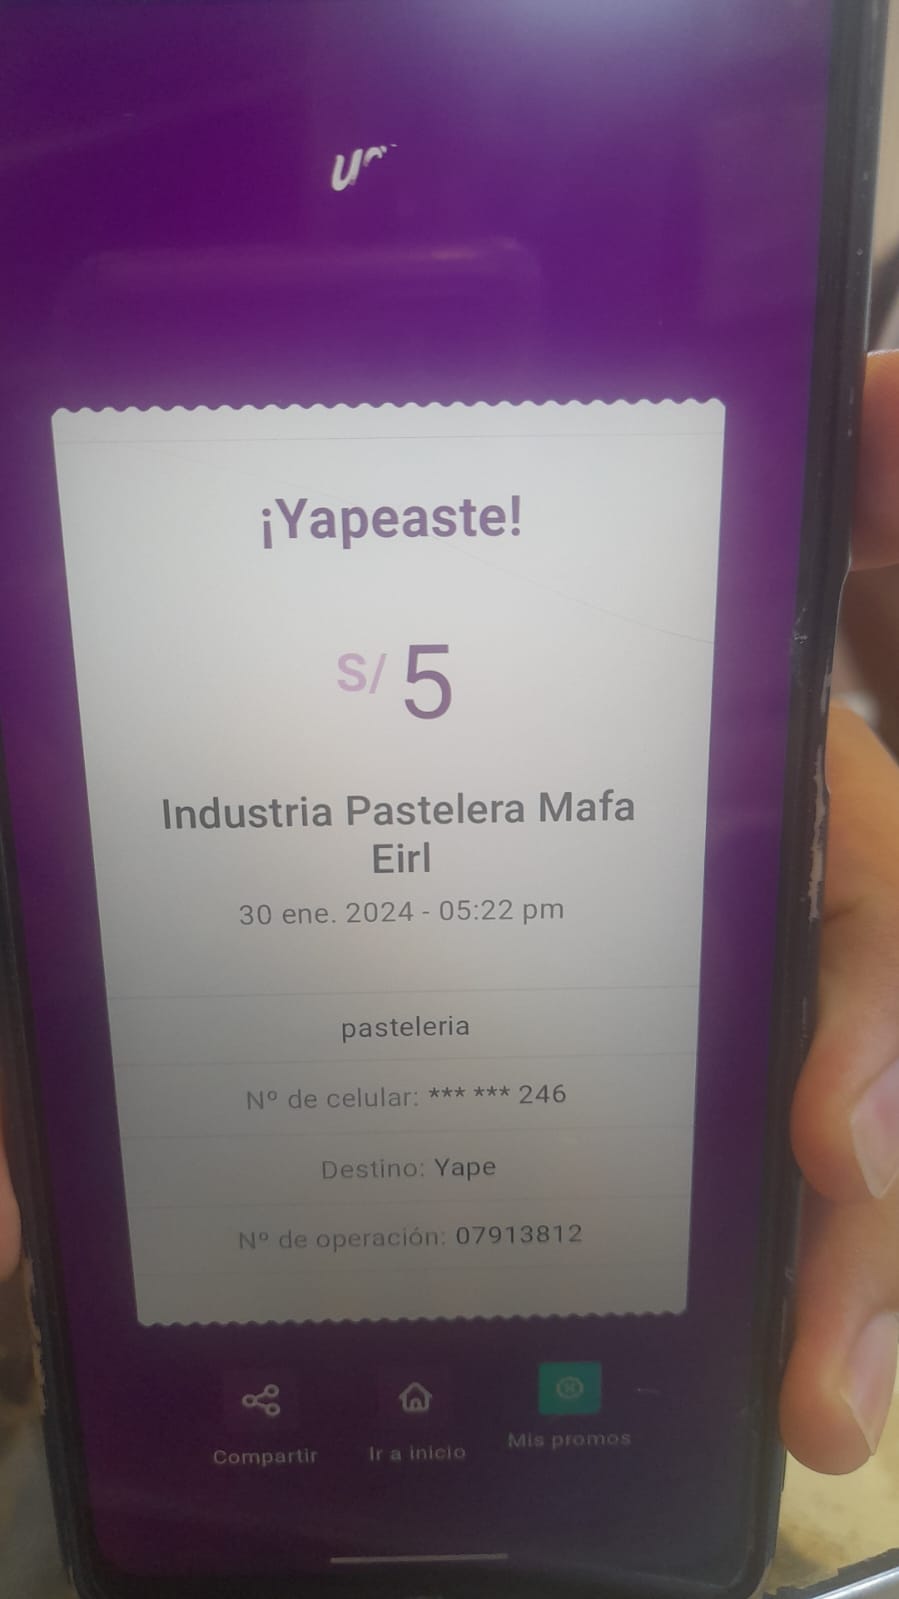 ¡Yapeaste!
S/ 5
Industria Pastelera Mafa
Eirl
30 ene. 2024 - 05:22 pm
pasteleria
Nº de celular: *** *** 246
Destino: Yape
Nº de operación: 07913812
Compartir
Ir a inicio
Mis promos